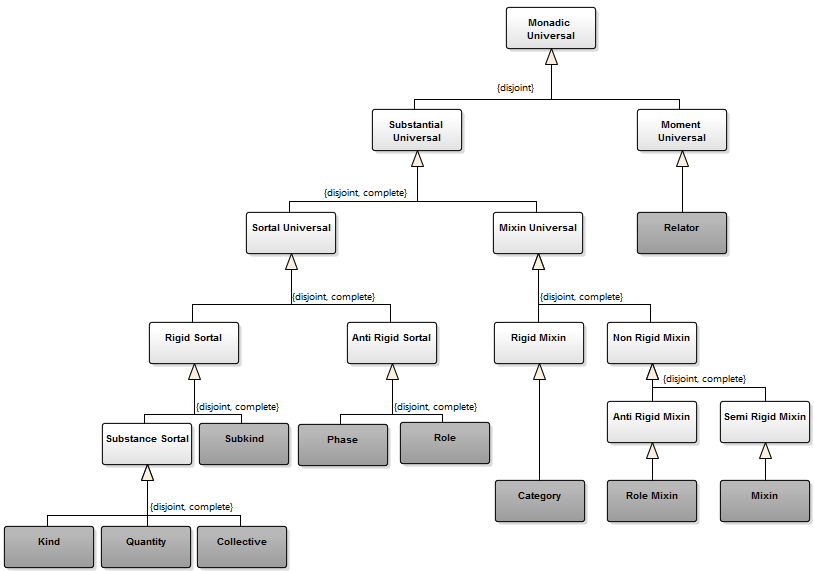 Monadic
Universal
{disjoint}
Substantial
Universal
Moment
Universal
{disjoint, complete}
Sortal Universal
Mixin Universal
Relator
{disjoint, complete}
{disjoint, complete}
Rigid Sortal
Anti Rigid Sortal
Rigid Mixin
Non Rigid Mixin
{disjoint, complete}
{disjoint, complete}
{disjoint, complete}
Substance Sortal
Subkind
Phase
Role
Anti Rigid Mixin
Semi Rigid Mixin
Category
Role Mixin
Mixin
{disjoint, complete}
Kind
Quantity
Collective